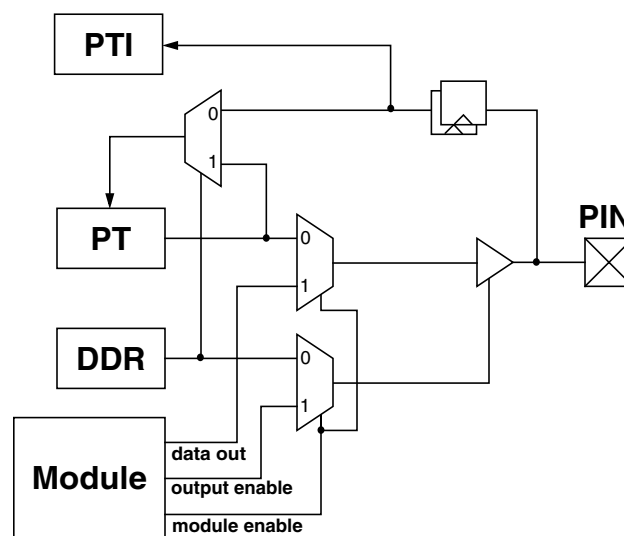 PTI
0
1
PIN
PT
0
1
DDR
0
1
Module
data out
output enable
module enable